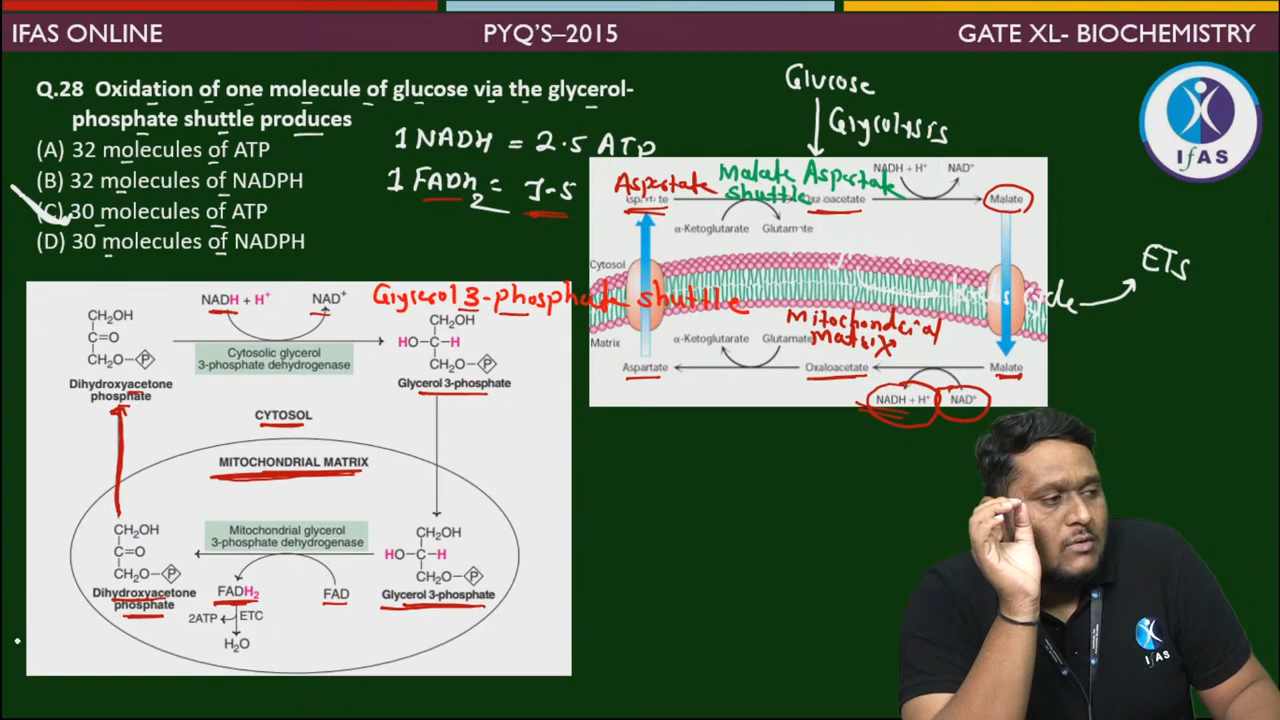 IFAS ONLINE
PYQ'S–2015
GATE XL- BIOCHEMISTRY
Q.28 Oxidation of one molecule of glucose via the glycerol-
phosphate shuttle produces
(A) 32 molecules of ATP
(B) 32 molecules of NADPH
(C) 30 molecules of ATP
(D) 30 molecules of NADPH
1 NADH = 2.5 ATP
1 FADH2 = 1.5
Glucose
Glycolysis
ETS
IFAS
Aspartate
Malate Aspartate
shuttle
NADH + H+
NAD+
Oxaloacetate
Malate
α-Ketoglutarate
Glutamate
Cytosol
Matrix
Mitochondrial
Matrix
α-Ketoglutarate
Glutamate
Aspartate
Oxaloacetate
Malate
NADH + H+
NAD+
Glycerol 3-phosphate shuttle
NADH + H+
NAD+
CH₂OH
C=O
CH₂O–P
Dihydroxyacetone
phosphate
Cytosolic glycerol
3-phosphate dehydrogenase
CH₂OH
HO–C–H
CH₂O–P
Glycerol 3-phosphate
CYTOSOL
MITOCHONDRIAL MATRIX
CH₂OH
C=O
CH₂O–P
Dihydroxyacetone
phosphate
Mitochondrial glycerol
3-phosphate dehydrogenase
CH₂OH
HO–C–H
CH₂O–P
Glycerol 3-phosphate
FADH₂
FAD
2ATP
ETC
H₂O
IFAS